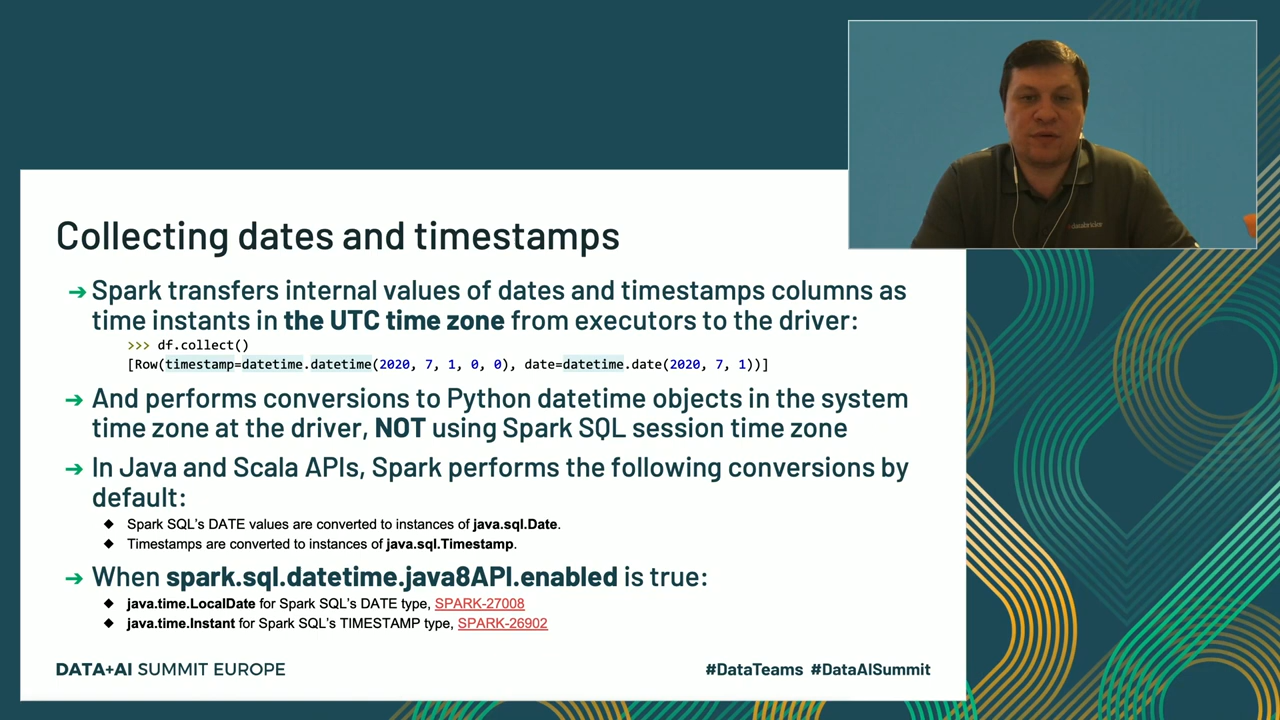 Collecting dates and timestamps
➔ Spark transfers internal values of dates and timestamps columns as
time instants in the UTC time zone from executors to the driver:
>>> df.collect()
[Row(timestamp=datetime.datetime(2020, 7, 1, 0, 0), date=datetime.date(2020, 7, 1))]
➔ And performs conversions to Python datetime objects in the system
time zone at the driver, NOT using Spark SQL session time zone
➔ In Java and Scala APIs, Spark performs the following conversions by
default:
◆ Spark SQL's DATE values are converted to instances of java.sql.Date.
◆ Timestamps are converted to instances of java.sql.Timestamp.
➔ When spark.sql.datetime.java8API.enabled is true:
◆ java.time.LocalDate for Spark SQL's DATE type, SPARK-27008
◆ java.time.Instant for Spark SQL's TIMESTAMP type, SPARK-26902
DATA+AI SUMMIT EUROPE
#DataTeams #DataAISummit
databricks